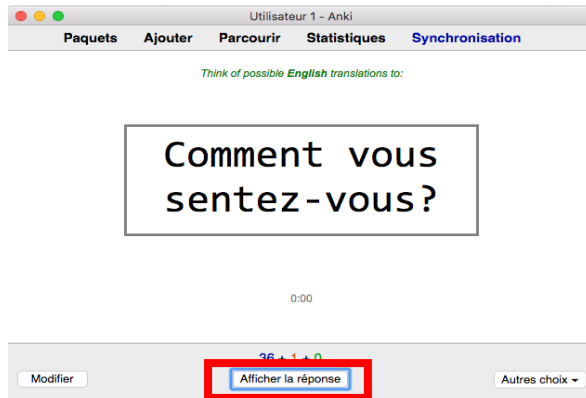 Utilisateur 1 - Anki
Paquets Ajouter Parcourir Statistiques Synchronisation
Think of possible English translations to:
Comment vous
sentez-vous?
0:00
36 + 1 + 0
Modifier Afficher la réponse Autres choix